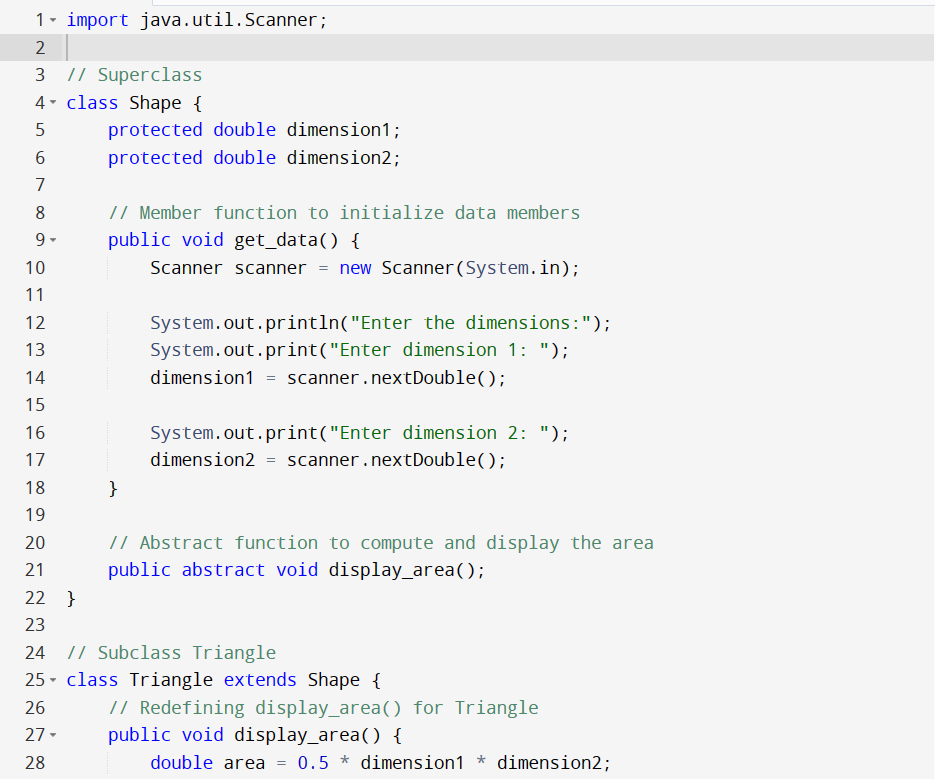 1 import java.util.Scanner;
2
3 // Superclass
4 class Shape {
5     protected double dimension1;
6     protected double dimension2;
7
8     // Member function to initialize data members
9     public void get_data() {
10         Scanner scanner = new Scanner(System.in);
11
12         System.out.println("Enter the dimensions:");
13         System.out.print("Enter dimension 1: ");
14         dimension1 = scanner.nextDouble();
15
16         System.out.print("Enter dimension 2: ");
17         dimension2 = scanner.nextDouble();
18     }
19
20     // Abstract function to compute and display the area
21     public abstract void display_area();
22 }
23
24 // Subclass Triangle
25 class Triangle extends Shape {
26     // Redefining display_area() for Triangle
27     public void display_area() {
28         double area = 0.5 * dimension1 * dimension2;